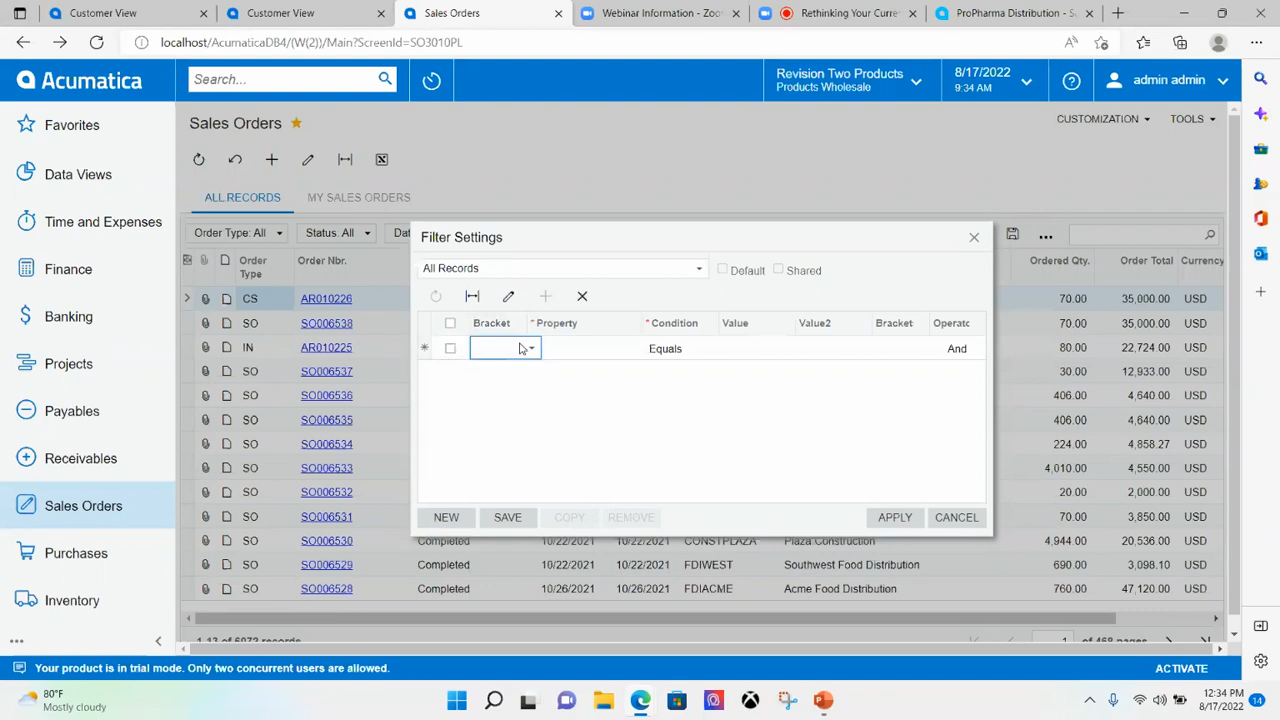 Customer View
Customer View
Sales Orders
Webinar Information - Zoo
Rethinking Your Curre
ProPharma Distribution - S
localhost/AcumaticaDB4/(W(2))/Main?ScreenId=SO3010PL
Acumatica
Search...
Revision Two Products
Products Wholesale
8/17/2022
9:34 AM
admin admin
Favorites
Data Views
Time and Expenses
Finance
Banking
Projects
Payables
Receivables
Sales Orders
Purchases
Inventory
Sales Orders
CUSTOMIZATION
TOOLS
ALL RECORDS
MY SALES ORDERS
Order Type: All
Status. All
Dat
Order Type
Order Nbr.
Ordered Qty.
Order Total
Currency
CS AR010226 70.00 35,000.00 USD
SO SO006538 70.00 35,000.00 USD
IN AR010225 80.00 22,724.00 USD
SO SO006537 30.00 12,933.00 USD
SO SO006536 406.00 4,640.00 USD
SO SO006535 406.00 4,640.00 USD
SO SO006534 224.00 4,858.27 USD
SO SO006533 4,010.00 4,550.00 USD
SO SO006532 20.00 2,000.00 USD
SO SO006531 70.00 3,850.00 USD
SO SO006530 Completed 10/22/2021 10/22/2021 CONSTPLAZA Plaza Construction 4,944.00 20,536.00 USD
SO SO006529 Completed 10/22/2021 10/22/2021 FDIWEST Southwest Food Distribution 690.00 3,098.10 USD
SO SO006528 Completed 10/26/2021 10/26/2021 FDIACME Acme Food Distribution 760.00 47,120.00 USD
1-13 of 6072 records
1 of 468 pages
Filter Settings
All Records
Default
Shared
Bracket
* Property
* Condition
Value
Value2
Bracket
Operatc
Equals
And
NEW
SAVE
COPY
REMOVE
APPLY
CANCEL
Your product is in trial mode. Only two concurrent users are allowed.
ACTIVATE
80°F
Mostly cloudy
12:34 PM
8/17/2022
14